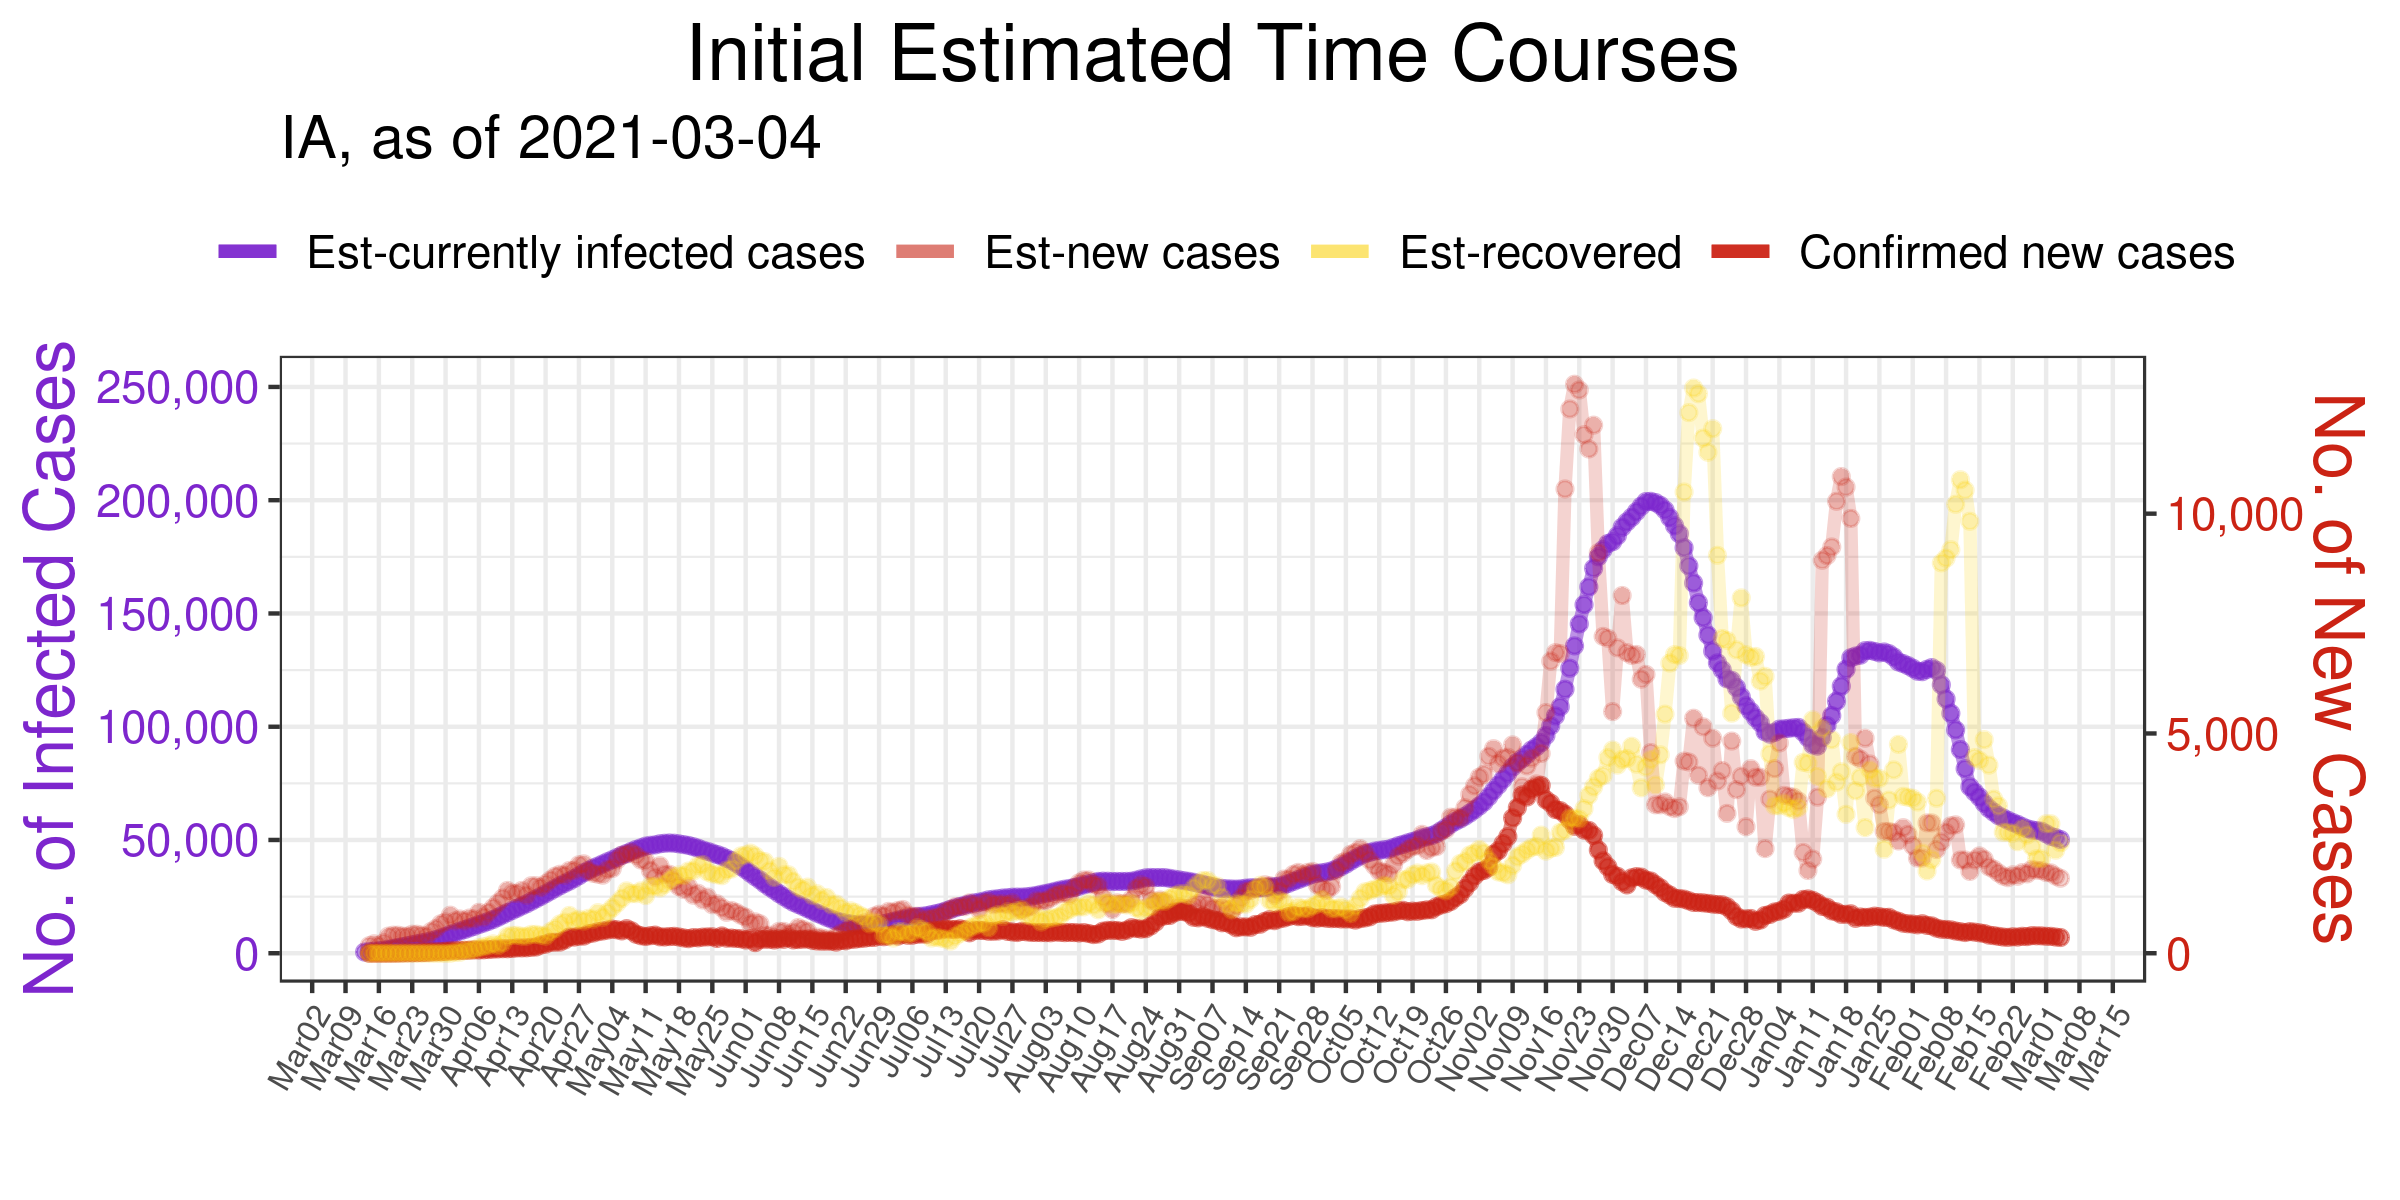 Initial Estimated Time Courses
IA, as of 2021-03-04
Est-currently infected cases Est-new cases Est-recovered Confirmed new cases
No. of Infected Cases
250,000
200,000
150,000
100,000
50,000
0
10,000
5,000
0
No. of New Cases
Mar02 Mar09 Mar16 Mar23 Mar30 Apr06 Apr13 Apr20 Apr27 May04 May11 May18 May25 Jun01 Jun08 Jun15 Jun22 Jun29 Jul06 Jul13 Jul20 Jul27 Aug03 Aug10 Aug17 Aug24 Aug31 Sep07 Sep14 Sep21 Sep28 Oct05 Oct12 Oct19 Oct26 Nov02 Nov09 Nov16 Nov23 Nov30 Dec07 Dec14 Dec21 Dec28 Jan04 Jan11 Jan18 Jan25 Feb01 Feb08 Feb15 Feb22 Mar01 Mar08 Mar15